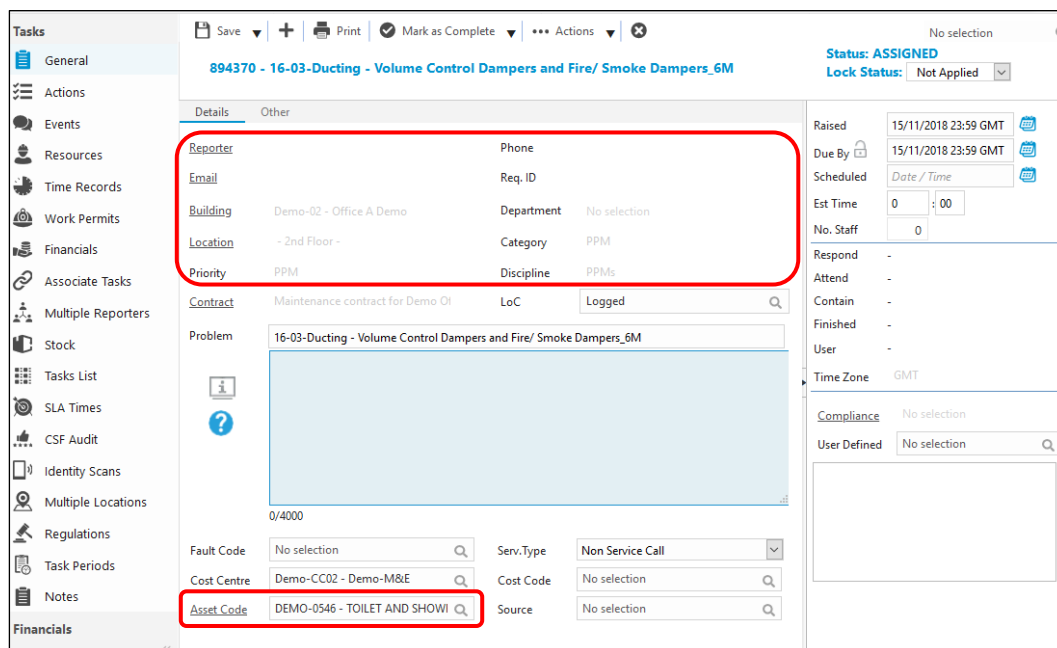 Tasks
General
Actions
Events
Resources
Time Records
Work Permits
Financials
Associate Tasks
Multiple Reporters
Stock
Tasks List
SLA Times
CSF Audit
Identity Scans
Multiple Locations
Regulations
Task Periods
Notes
Financials
Save Print Mark as Complete Actions
894370 - 16-03-Ducting - Volume Control Dampers and Fire/ Smoke Dampers_6M
No selection
Status: ASSIGNED
Lock Status: Not Applied
Details Other
Reporter Phone
Email Req. ID
Building Demo-02 - Office A Demo Department No selection
Location - 2nd Floor - Category PPM
Priority PPM Discipline PPMs
Contract Maintenance contract for Demo LoC Logged
Problem 16-03-Ducting - Volume Control Dampers and Fire/ Smoke Dampers_6M
0/4000
Fault Code No selection Serv.Type Non Service Call
Cost Centre Demo-CC02 - Demo-M&E Cost Code No selection
Asset Code DEMO-0546 - TOILET AND Source No selection
Raised 15/11/2018 23:59 GMT
Due By 15/11/2018 23:59 GMT
Scheduled Date / Time
Est Time 0 : 00
No. Staff 0
Respond -
Attend -
Contain -
Finished -
User -
Time Zone GMT
Compliance No selection
User Defined No selection